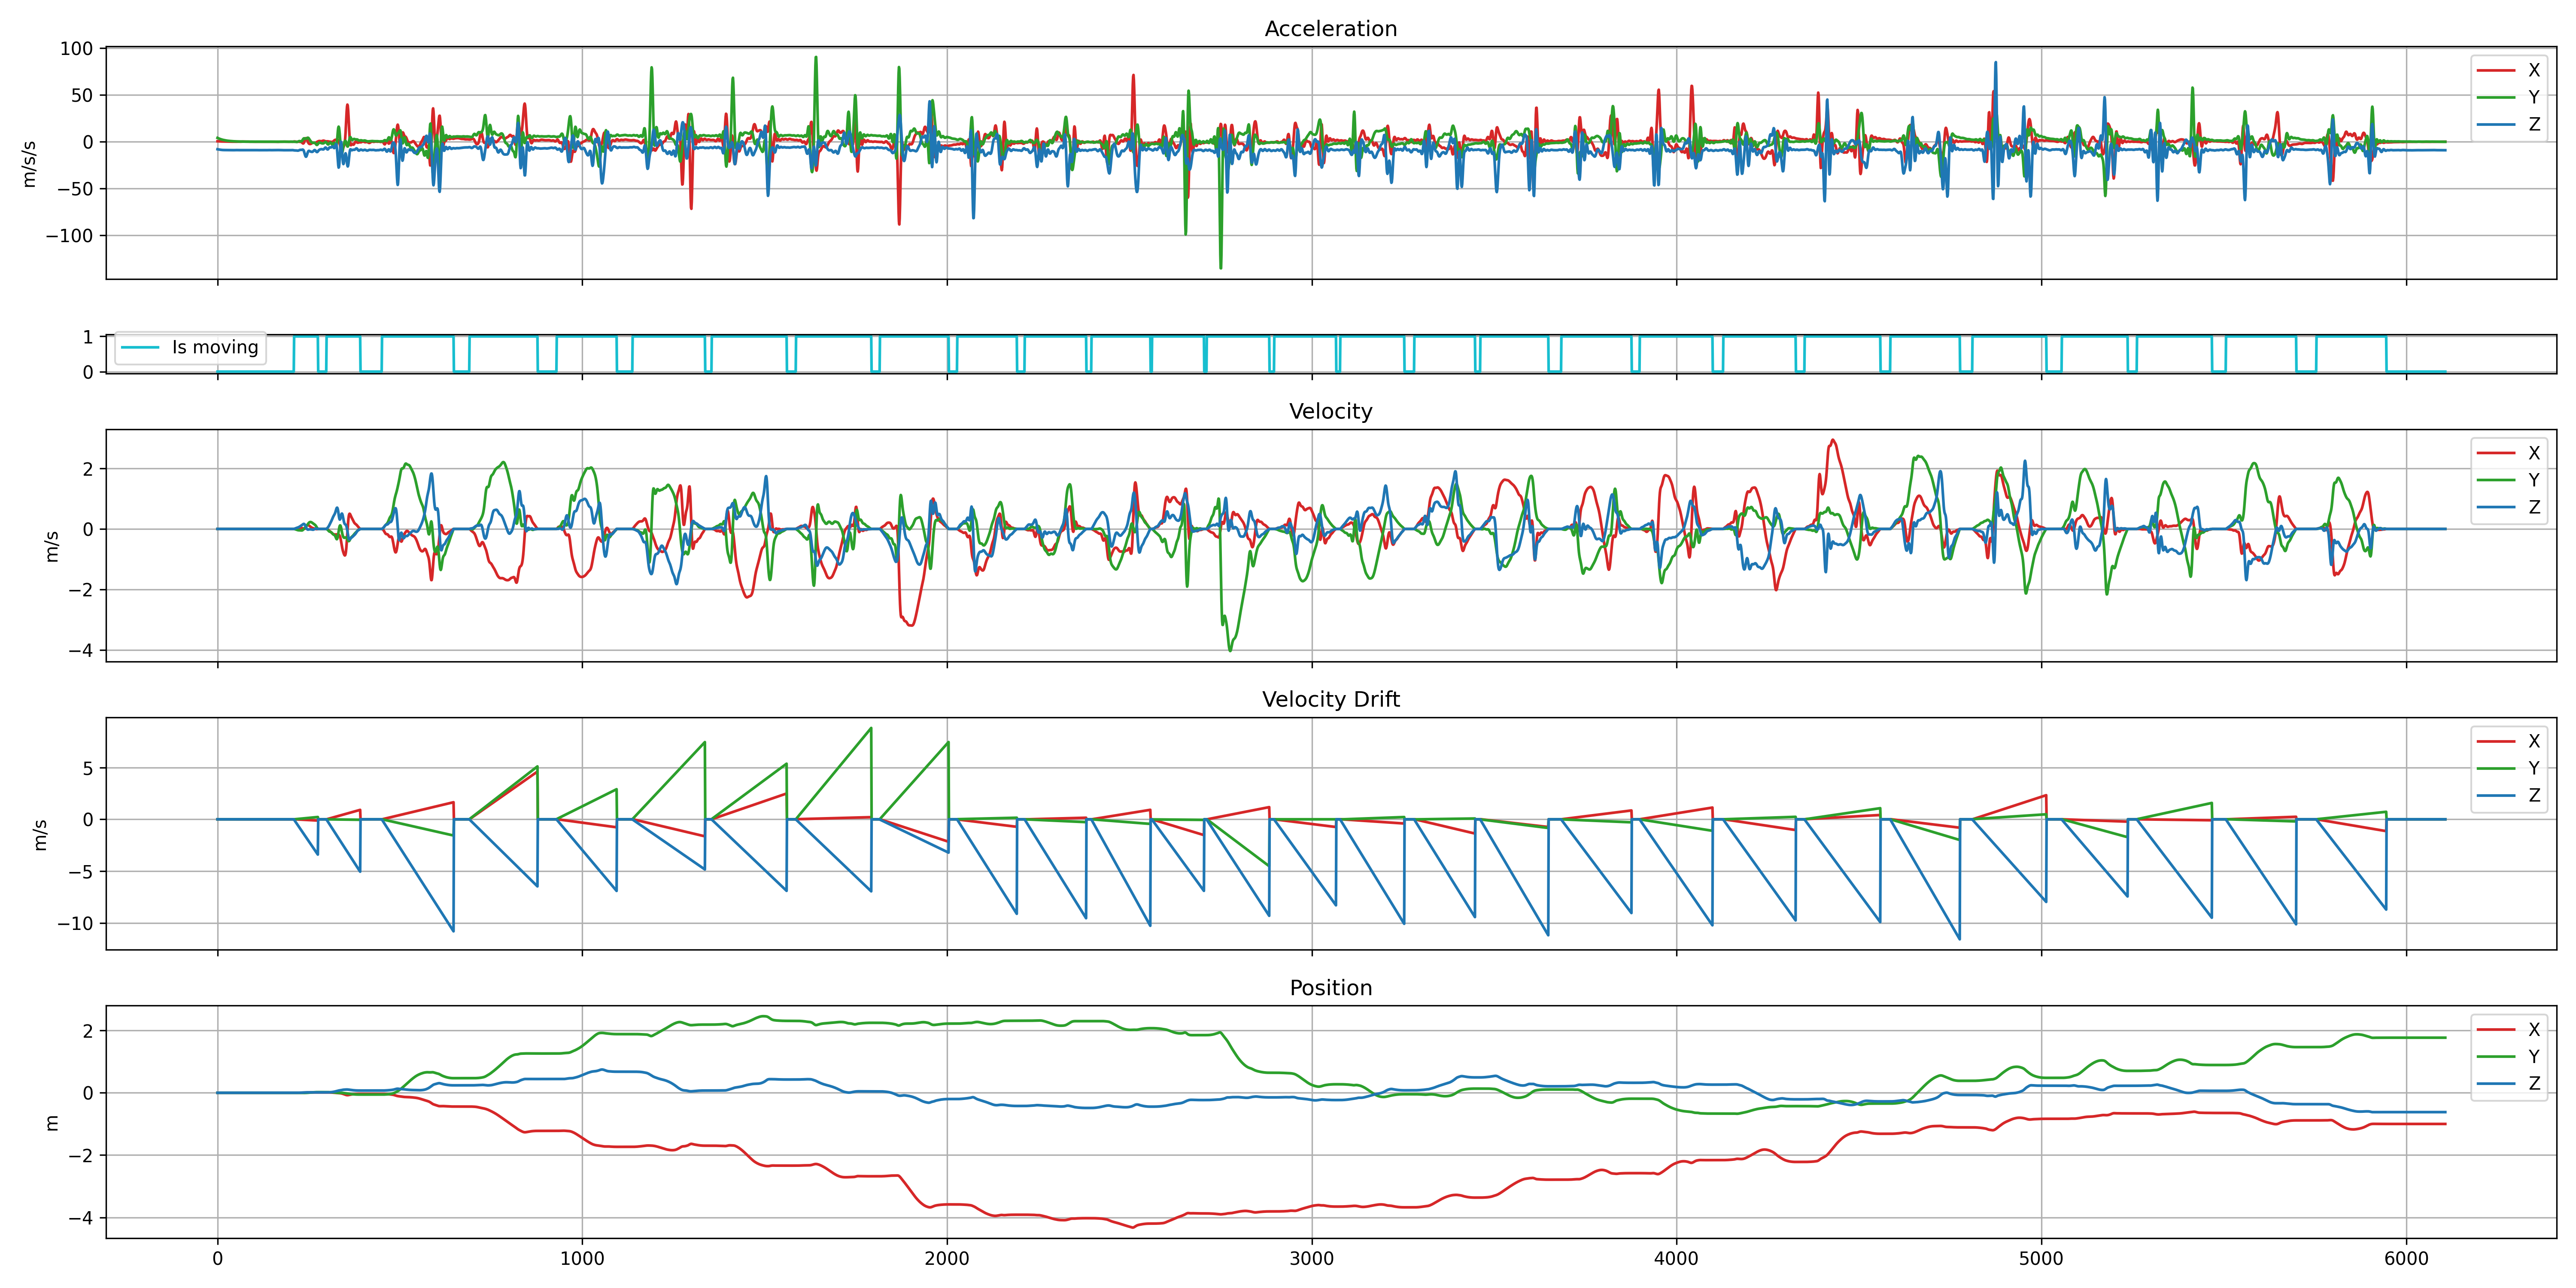 Acceleration
100
50
0
−50
−100
m/s/s
X
Y
Z
1
0
Is moving
Velocity
2
0
−2
−4
m/s
X
Y
Z
Velocity Drift
5
0
−5
−10
m/s
X
Y
Z
Position
2
0
−2
−4
m
X
Y
Z
0 1000 2000 3000 4000 5000 6000